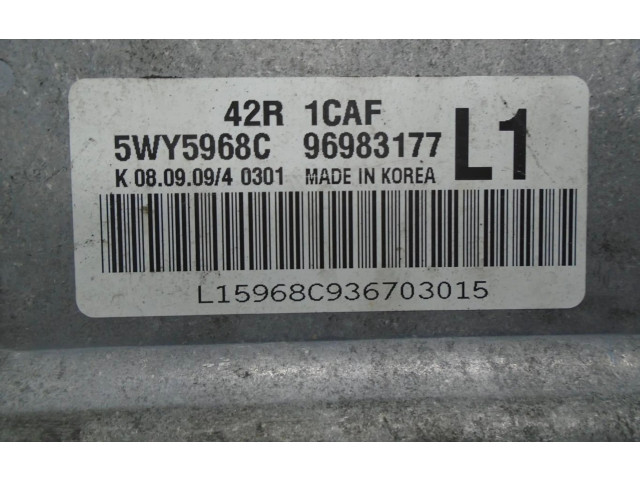 42R 1CAF
5WY5968C 96983177 L1
K 08.09.09/4 0301 MADE IN KOREA
L15968C936703015